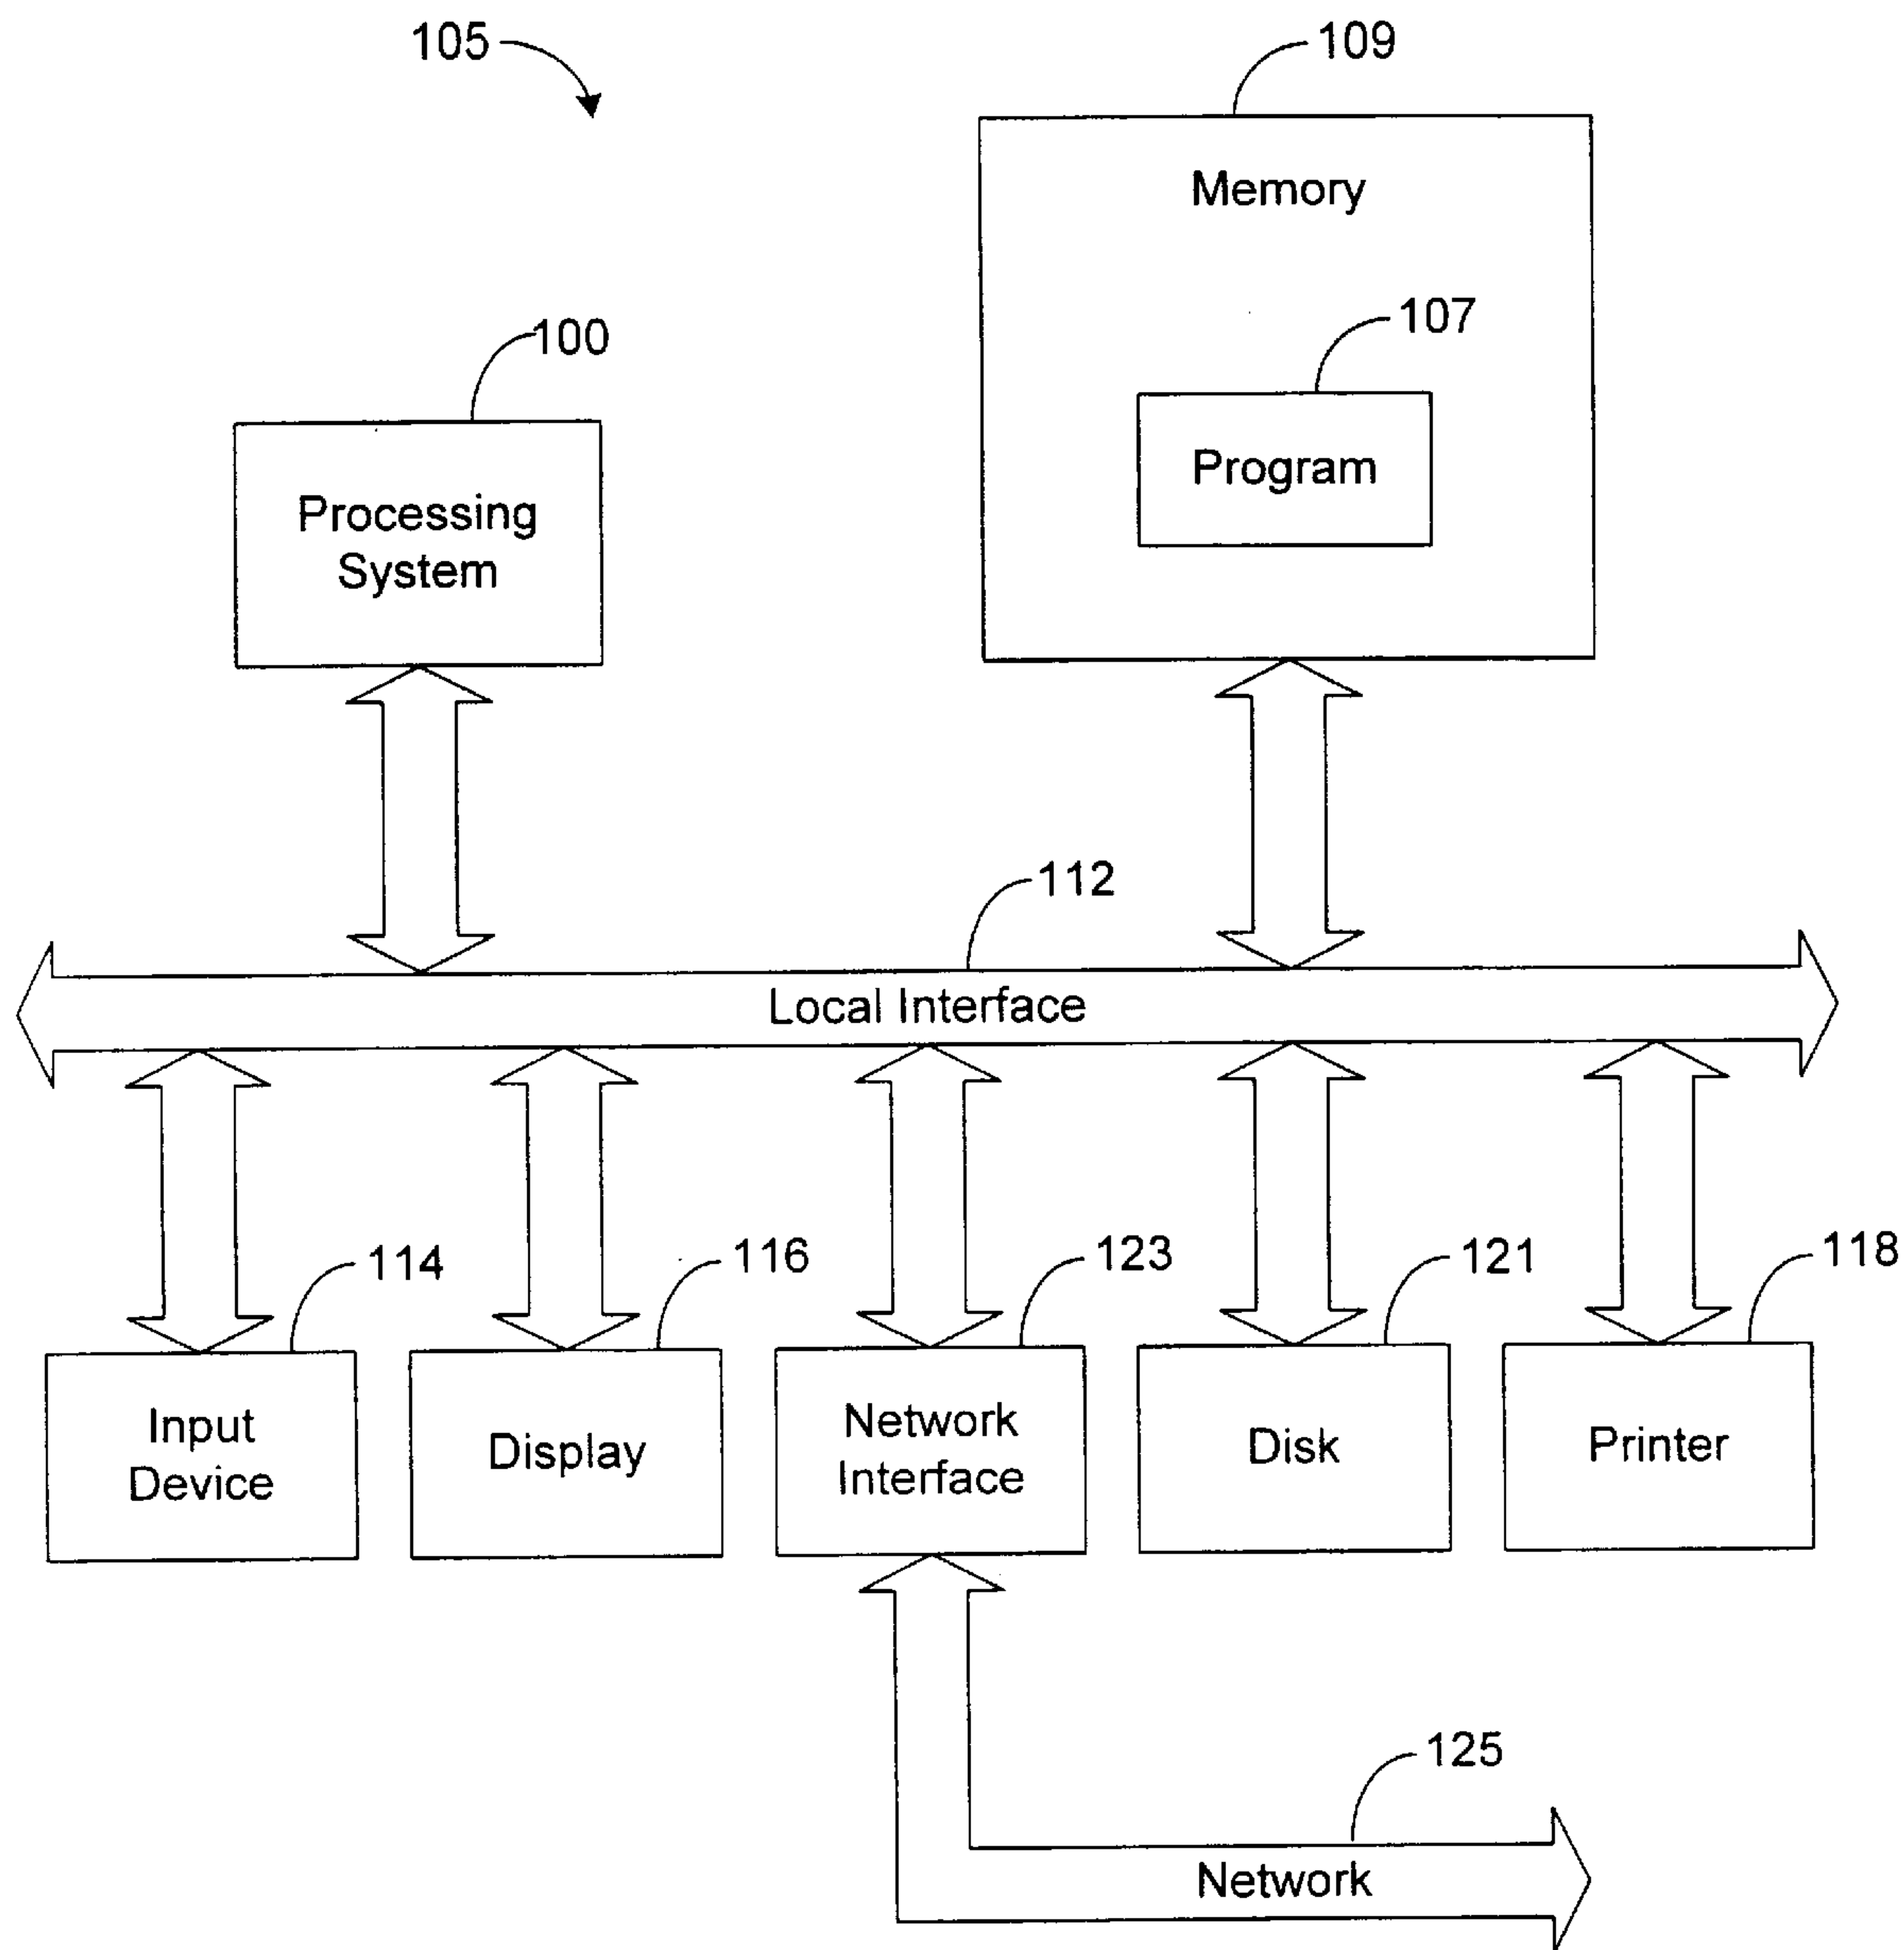 105
109
Memory
107
Program
100
Processing
System
112
Local Interface
114
116
123
121
118
Input
Device
Display
Network
Interface
Disk
Printer
125
Network